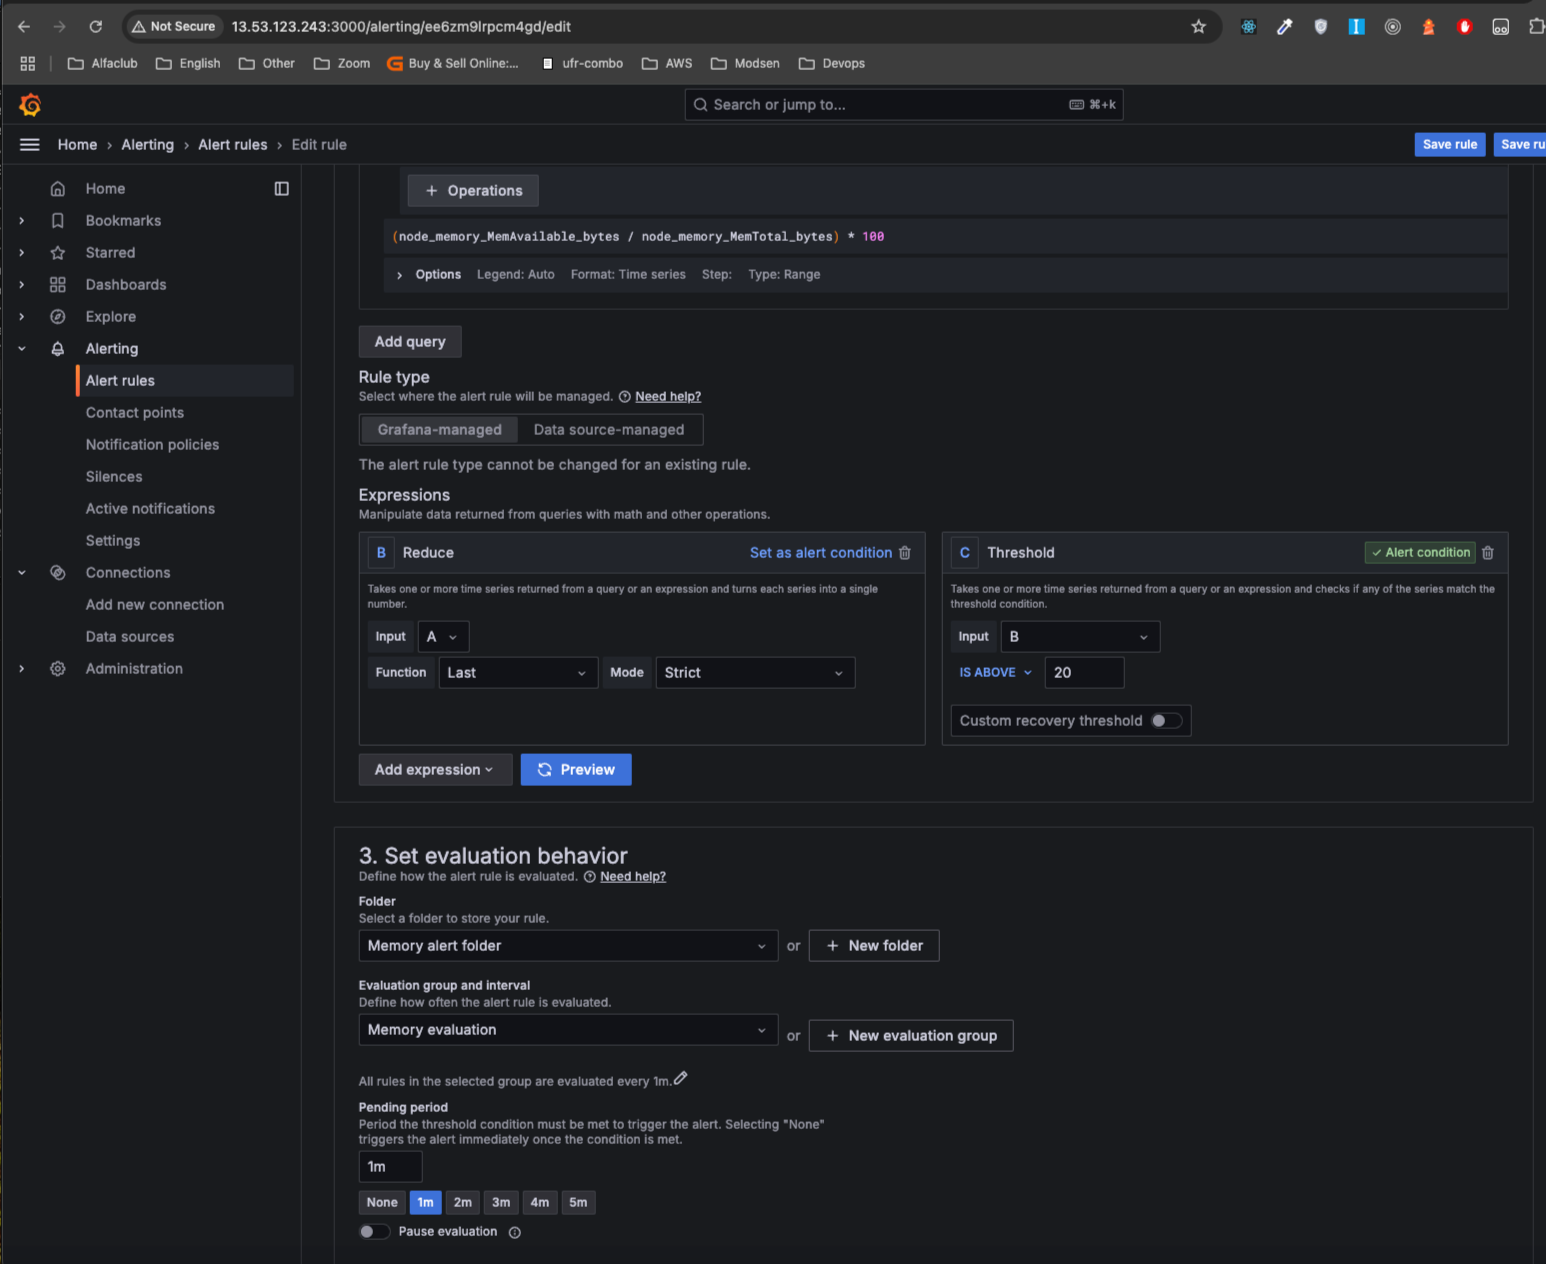 Not Secure 13.53.123.243:3000/alerting/ee6zm9lrpcm4gd/edit
Alfaclub English Other Zoom Buy & Sell Online:... ufr-combo AWS Modsen Devops
Search or jump to... ⌘+k
Home › Alerting › Alert rules › Edit rule Save rule Save ru
Home
Bookmarks
Starred
Dashboards
Explore
Alerting
Alert rules
Contact points
Notification policies
Silences
Active notifications
Settings
Connections
Add new connection
Data sources
Administration
+ Operations
(node_memory_MemAvailable_bytes / node_memory_MemTotal_bytes) * 100
Options Legend: Auto Format: Time series Step: Type: Range
Add query
Rule type
Select where the alert rule will be managed. Need help?
Grafana-managed Data source-managed
The alert rule type cannot be changed for an existing rule.
Expressions
Manipulate data returned from queries with math and other operations.
B Reduce Set as alert condition
Takes one or more time series returned from a query or an expression and turns each series into a single
number.
Input A
Function Last Mode Strict
C Threshold Alert condition
Takes one or more time series returned from a query or an expression and checks if any of the series match the
threshold condition.
Input B
IS ABOVE 20
Custom recovery threshold
Add expression Preview
3. Set evaluation behavior
Define how the alert rule is evaluated. Need help?
Folder
Select a folder to store your rule.
Memory alert folder or + New folder
Evaluation group and interval
Define how often the alert rule is evaluated.
Memory evaluation or + New evaluation group
All rules in the selected group are evaluated every 1m.
Pending period
Period the threshold condition must be met to trigger the alert. Selecting "None"
triggers the alert immediately once the condition is met.
1m
None 1m 2m 3m 4m 5m
Pause evaluation